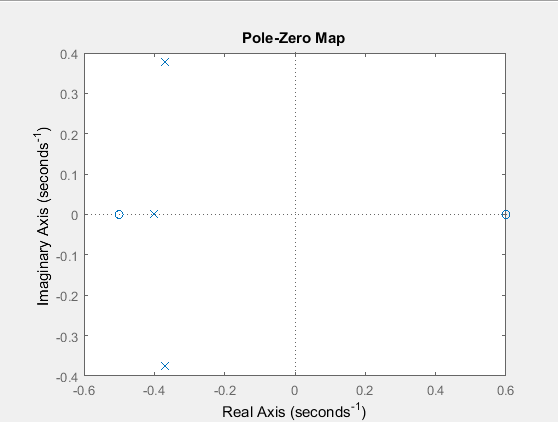 Pole-Zero Map
0.4
0.3
0.2
0.1
0
-0.1
-0.2
-0.3
-0.4
Imaginary Axis (seconds⁻¹)
-0.6 -0.4 -0.2 0 0.2 0.4 0.6
Real Axis (seconds⁻¹)